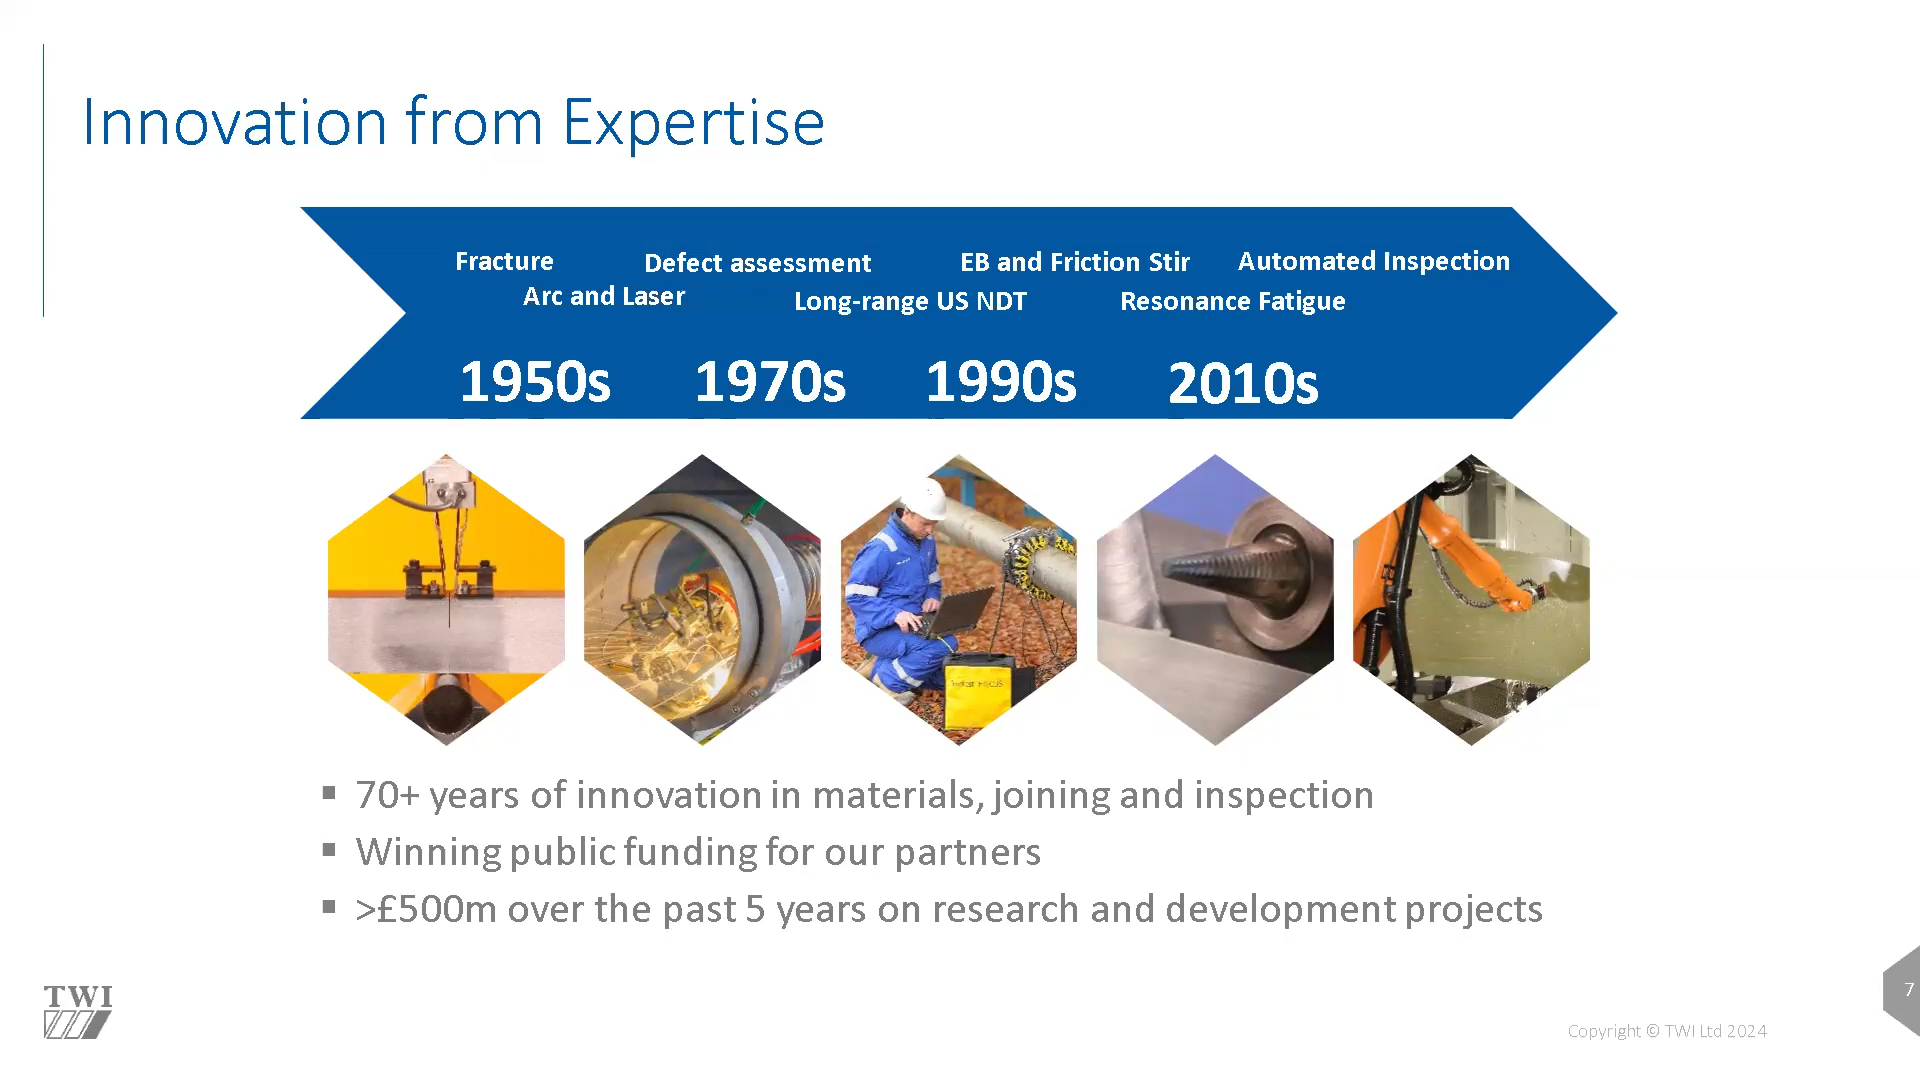 Innovation from Expertise
Fracture
Defect assessment
EB and Friction Stir
Automated Inspection
Arc and Laser
Long-range US NDT
Resonance Fatigue
1950s
1970s
1990s
2010s
70+ years of innovation in materials, joining and inspection
Winning public funding for our partners
>£500m over the past 5 years on research and development projects
TWI
7
Copyright © TWI Ltd 2024